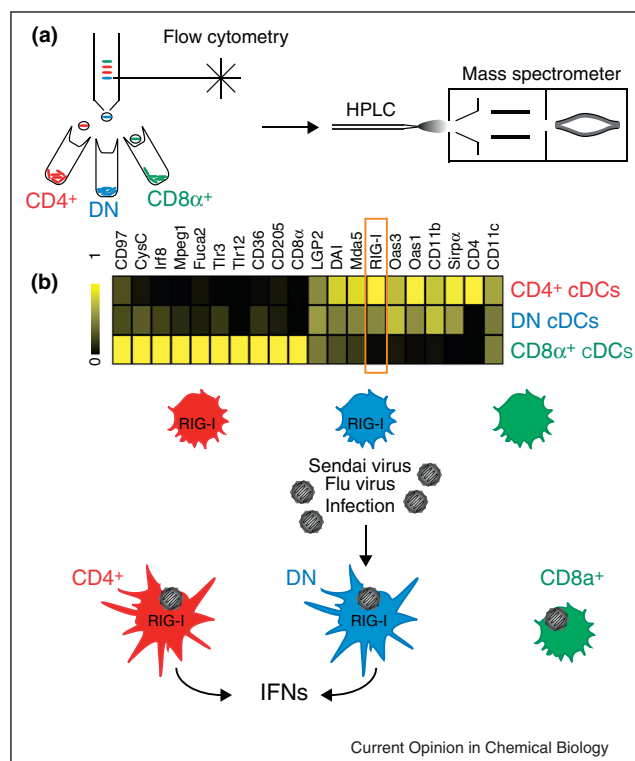 (a)
Flow cytometry
HPLC
Mass spectrometer
CD4+
DN
CD8α+
(b)
1
0
CD97
CysC
Irf8
Mpeg1
Fuca2
Tlr3
Tlr12
CD36
CD205
CD8α
LGP2
DAI
Mda5
RIG-I
Oas3
Oas1
CD11b
Sirpα
CD4
CD11c
CD4+ cDCs
DN cDCs
CD8α+ cDCs
RIG-I
RIG-I
Sendai virus
Flu virus
Infection
CD4+
DN
CD8a+
RIG-I
RIG-I
IFNs
Current Opinion in Chemical Biology